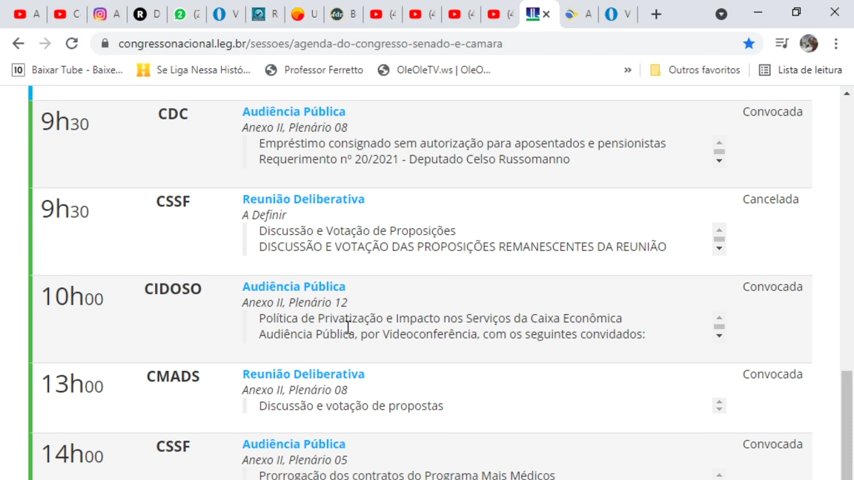 A
C
A
R
D
(2
V
R
U
B
(4
(4
(4
(4
A
V
congressonacional.leg.br/sessoes/agenda-do-congresso-senado-e-camara
Baixar Tube - Baixe...
Se Liga Nessa Histó...
Professor Ferretto
OleOleTV.ws | OleO...
»
Outros favoritos
Lista de leitura
9h30
CDC
Audiência Pública
Convocada
Anexo II, Plenário 08
Empréstimo consignado sem autorização para aposentados e pensionistas
Requerimento nº 20/2021 - Deputado Celso Russomanno
9h30
CSSF
Reunião Deliberativa
Cancelada
A Definir
Discussão e Votação de Proposições
DISCUSSÃO E VOTAÇÃO DAS PROPOSIÇÕES REMANESCENTES DA REUNIÃO
10h00
CIDOSO
Audiência Pública
Convocada
Anexo II, Plenário 12
Política de Privatização e Impacto nos Serviços da Caixa Econômica
Audiência Pública, por Videoconferência, com os seguintes convidados:
13h00
CMADS
Reunião Deliberativa
Convocada
Anexo II, Plenário 08
Discussão e votação de propostas
14h00
CSSF
Audiência Pública
Convocada
Anexo II, Plenário 05
Prorrogação dos contratos do Programa Mais Médicos